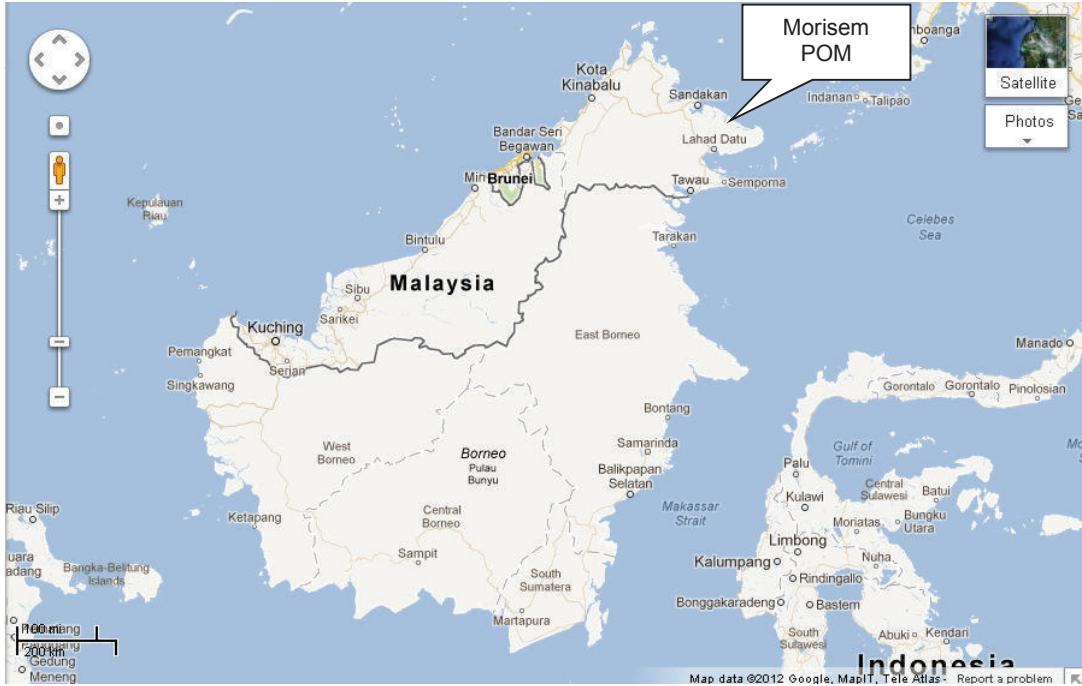 Morisem
POM
Satellite
Photos
Kota
Kinabalu
Sandakan
Indanan
Talipao
Bandar Seri
Begawan
Lahad Datu
Brunei
Tawau
Semporna
Kepulauan
Riau
Celebes
Sea
Bintulu
Tarakan
Malaysia
Sibu
Sarikei
Kuching
Serian
Pemangkat
Singkawang
East Borneo
Manado
Gorontalo
Gorontalo
Pinolosian
Bontang
West
Borneo
Borneo
Pulau
Bunyu
Samarinda
Balikpapan
Selatan
Gulf of
Tomini
Palu
Central
Sulawesi
Batui
Kulawi
Bungku
Utara
Makassar
Strait
Riau Silip
Ketapang
Central
Borneo
Moriatas
Limbong
Nuha
Sampit
Kalumpang
Rindingallo
Bangka-Belitung
Islands
South
Sumatera
Bonggakaradeng
Bastem
Martapura
South
Sulawesi
Abuki
Kendari
100 mi
200 km
Gedung
Meneng
Indonesia
Map data ©2012 Google, MapIT, Tele Atlas - Report a problem